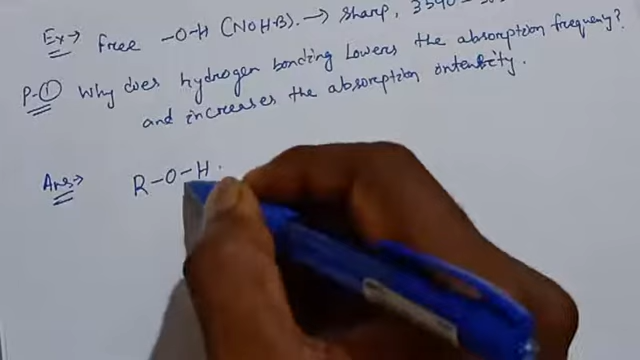 Ex→ Free -O-H (No H.B). → Sharp,
P-① Why does hydrogen bonding Lowers the absorption frequency?
and increases the absorption intensity.
Ans→ R-O-H.